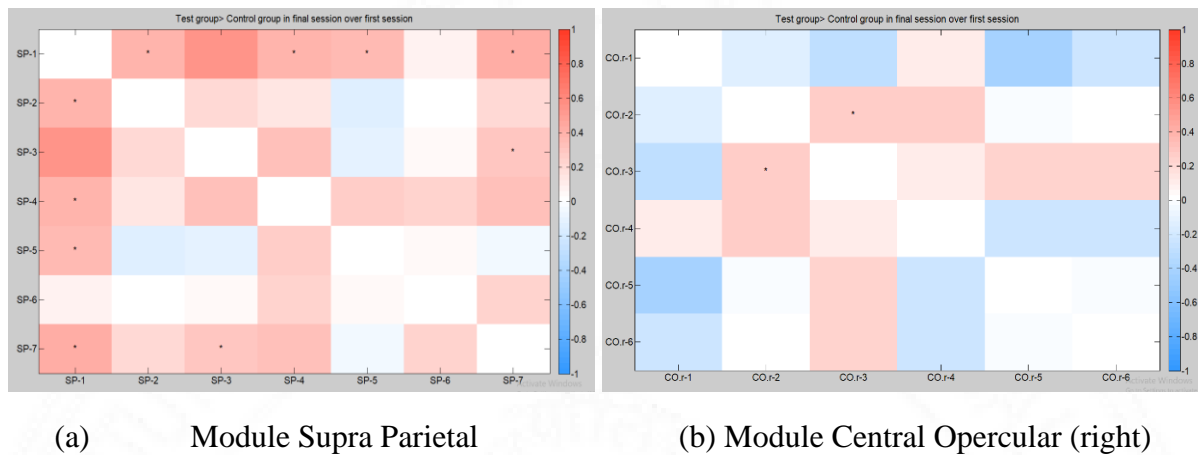 Test group> Control group in final session over first session
SP-1
SP-2
SP-3
SP-4
SP-5
SP-6
SP-7
* * * *
*
*
*
*
* *
SP-1 SP-2 SP-3 SP-4 SP-5 SP-6 SP-7
1
0.8
0.6
0.4
0.2
0
-0.2
-0.4
-0.6
-0.8
-1
Activate Windows
Test group> Control group in final session over first session
CO.r-1
CO.r-2
CO.r-3
CO.r-4
CO.r-5
CO.r-6
*
*
CO.r-1 CO.r-2 CO.r-3 CO.r-4 CO.r-5 CO.r-6
1
0.8
0.6
0.4
0.2
0
-0.2
-0.4
-0.6
-0.8
-1
Activate Windows
(a) Module Supra Parietal
(b) Module Central Opercular (right)